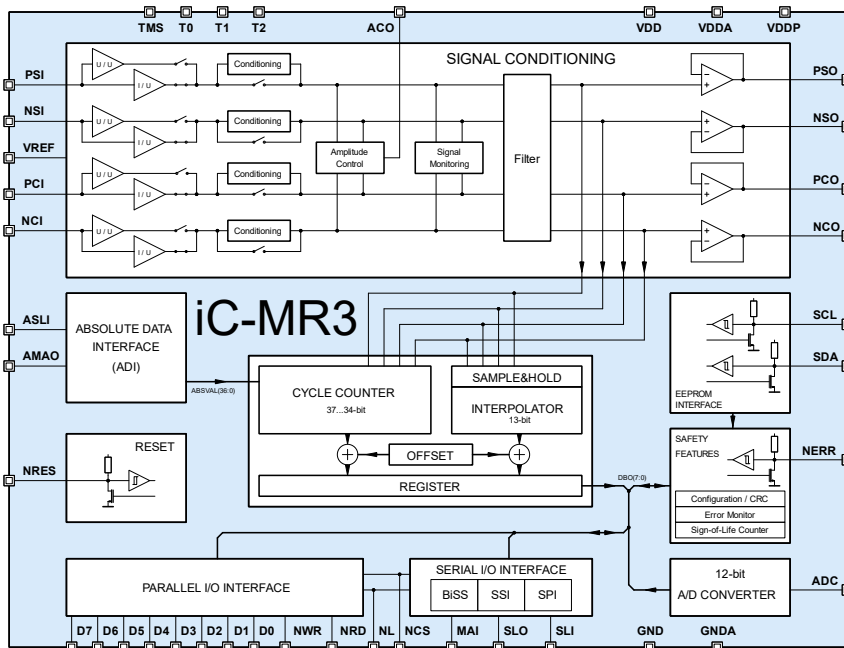 TMS T0 T1 T2 ACO VDD VDDA VDDP
SIGNAL CONDITIONING
PSI
NSI
VREF
PCI
NCI
U / U
I / U
U / U
I / U
U / U
I / U
U / U
I / U
Conditioning
Conditioning
Conditioning
Conditioning
Amplitude
Control
Signal
Monitoring
Filter
PSO
NSO
PCO
NCO
iC-MR3
ASLI
AMAO
ABSOLUTE DATA
INTERFACE
(ADI)
ABSVAL(36:0)
CYCLE COUNTER
37...34-bit
SAMPLE&HOLD
INTERPOLATOR
13-bit
OFFSET
REGISTER
EEPROM
INTERFACE
SCL
SDA
NRES
RESET
SAFETY
FEATURES
Configuration / CRC
Error Monitor
Sign-of-Life Counter
NERR
DBO(7:0)
PARALLEL I/O INTERFACE
SERIAL I/O INTERFACE
BiSS SSI SPI
12-bit
A/D CONVERTER
ADC
D7 D6 D5 D4 D3 D2 D1 D0 NWR NRD NL NCS MAI SLO SLI GND GNDA